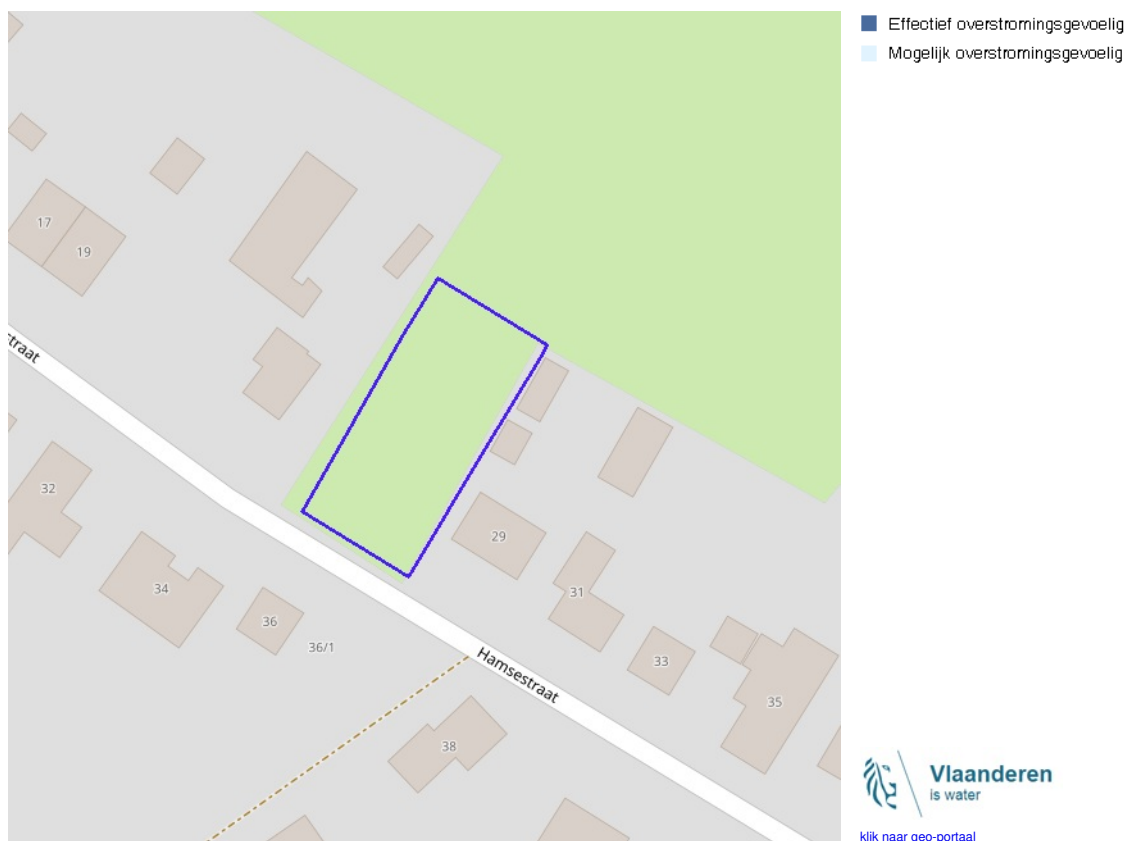 Effectief overstromingsgevoelig
Mogelijk overstromingsgevoelig
17
19
straat
32
34
36
36/1
29
31
33
35
Hamsestraat
38
Vlaanderen
is water
klik naar geo-portaal